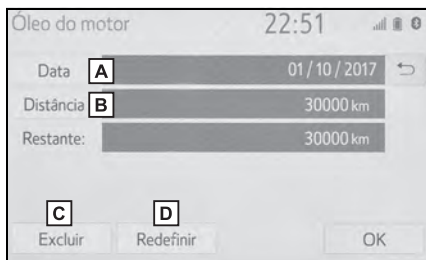 Óleo do motor 22:51
Data A 01 / 10 / 2017
Distância B 30000 km
Restante: 30000 km
C D
Excluir Redefinir OK